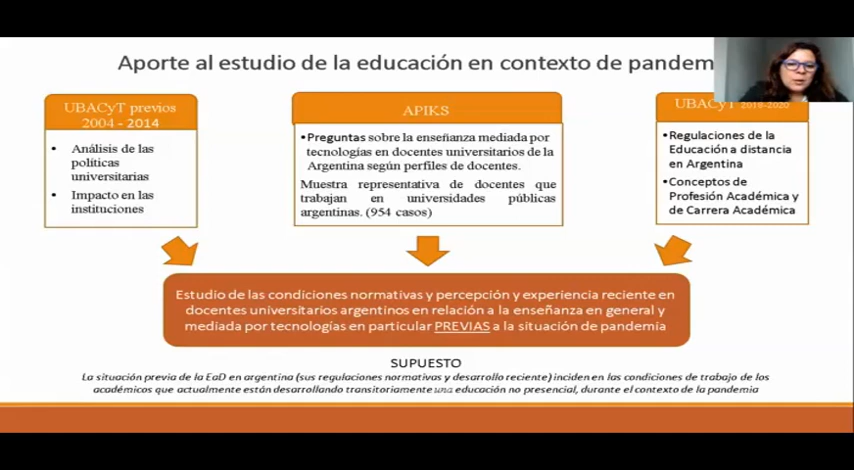 Aporte al estudio de la educación en contexto de pandem
UBACyT previos
2004 - 2014
• Análisis de las
políticas
universitarias
• Impacto en las
instituciones
APIKS
•Preguntas sobre la enseñanza mediada por
tecnologías en docentes universitarios de la
Argentina según perfiles de docentes.
Muestra representativa de docentes que
trabajan en universidades públicas
argentinas. (954 casos)
UBACyT 2018-2020
•Regulaciones de la
Educación a distancia
en Argentina
•Conceptos de
Profesión Académica y
de Carrera Académica
Estudio de las condiciones normativas y percepción y experiencia reciente en
docentes universitarios argentinos en relación a la enseñanza en general y
mediada por tecnologías en particular PREVIAS a la situación de pandemia
SUPUESTO
La situación previa de la EaD en argentina (sus regulaciones normativas y desarrollo reciente) inciden en las condiciones de trabajo de los
académicos que actualmente están desarrollando transitoriamente una educación no presencial, durante el contexto de la pandemia